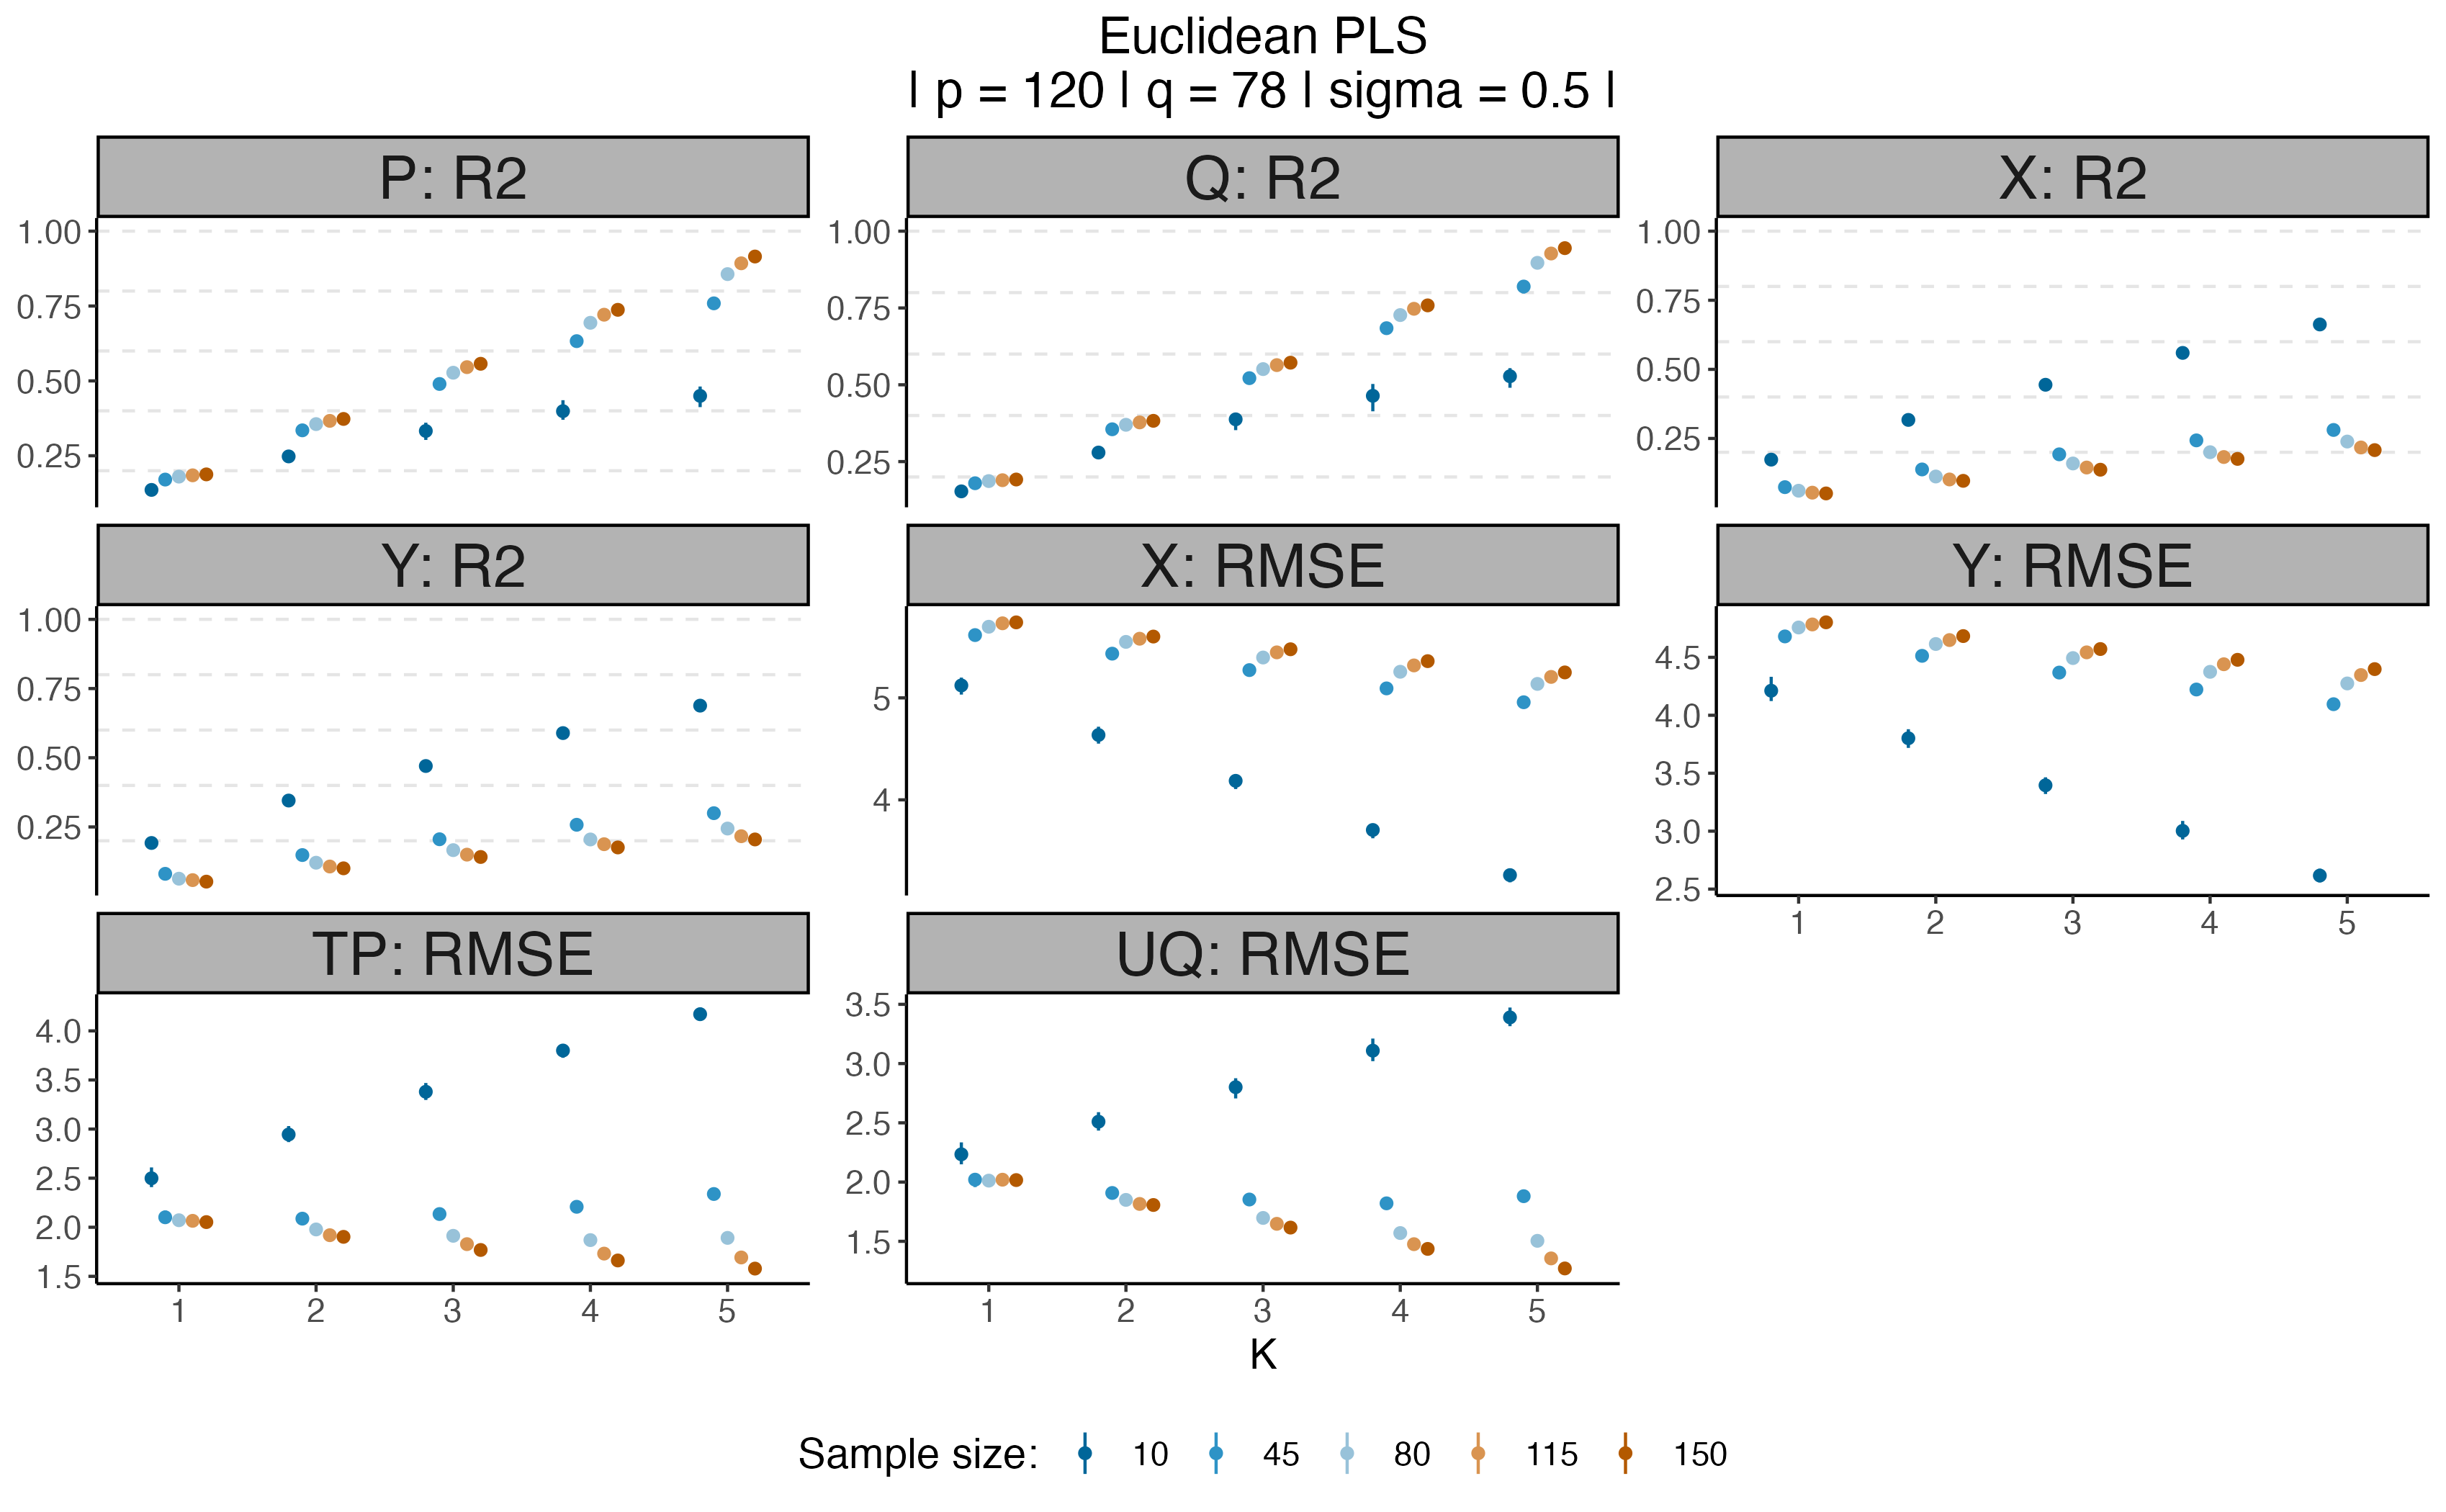 Euclidean PLS
| p = 120 | q = 78 | sigma = 0.5 |
P: R2
Q: R2
X: R2
1.00
0.75
0.50
0.25
1.00
0.75
0.50
0.25
1.00
0.75
0.50
0.25
Y: R2
X: RMSE
Y: RMSE
1.00
0.75
0.50
0.25
5
4
4.5
4.0
3.5
3.0
2.5
1 2 3 4 5
TP: RMSE
UQ: RMSE
4.0
3.5
3.0
2.5
2.0
1.5
3.5
3.0
2.5
2.0
1.5
1 2 3 4 5
1 2 3 4 5
K
Sample size: 10 45 80 115 150